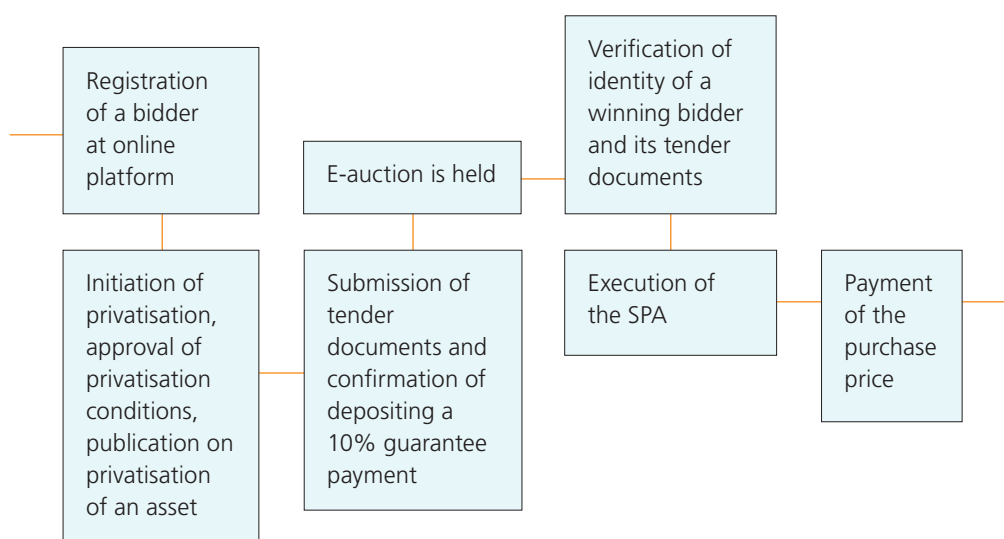 Registration
of a bidder
at online
platform
Initiation of
privatisation,
approval of
privatisation
conditions,
publication on
privatisation
of an asset
Submission of
tender
documents and
confirmation of
depositing a
10% guarantee
payment
E-auction is held
Verification of
identity of a
winning bidder
and its tender
documents
Execution of
the SPA
Payment
of the
purchase
price